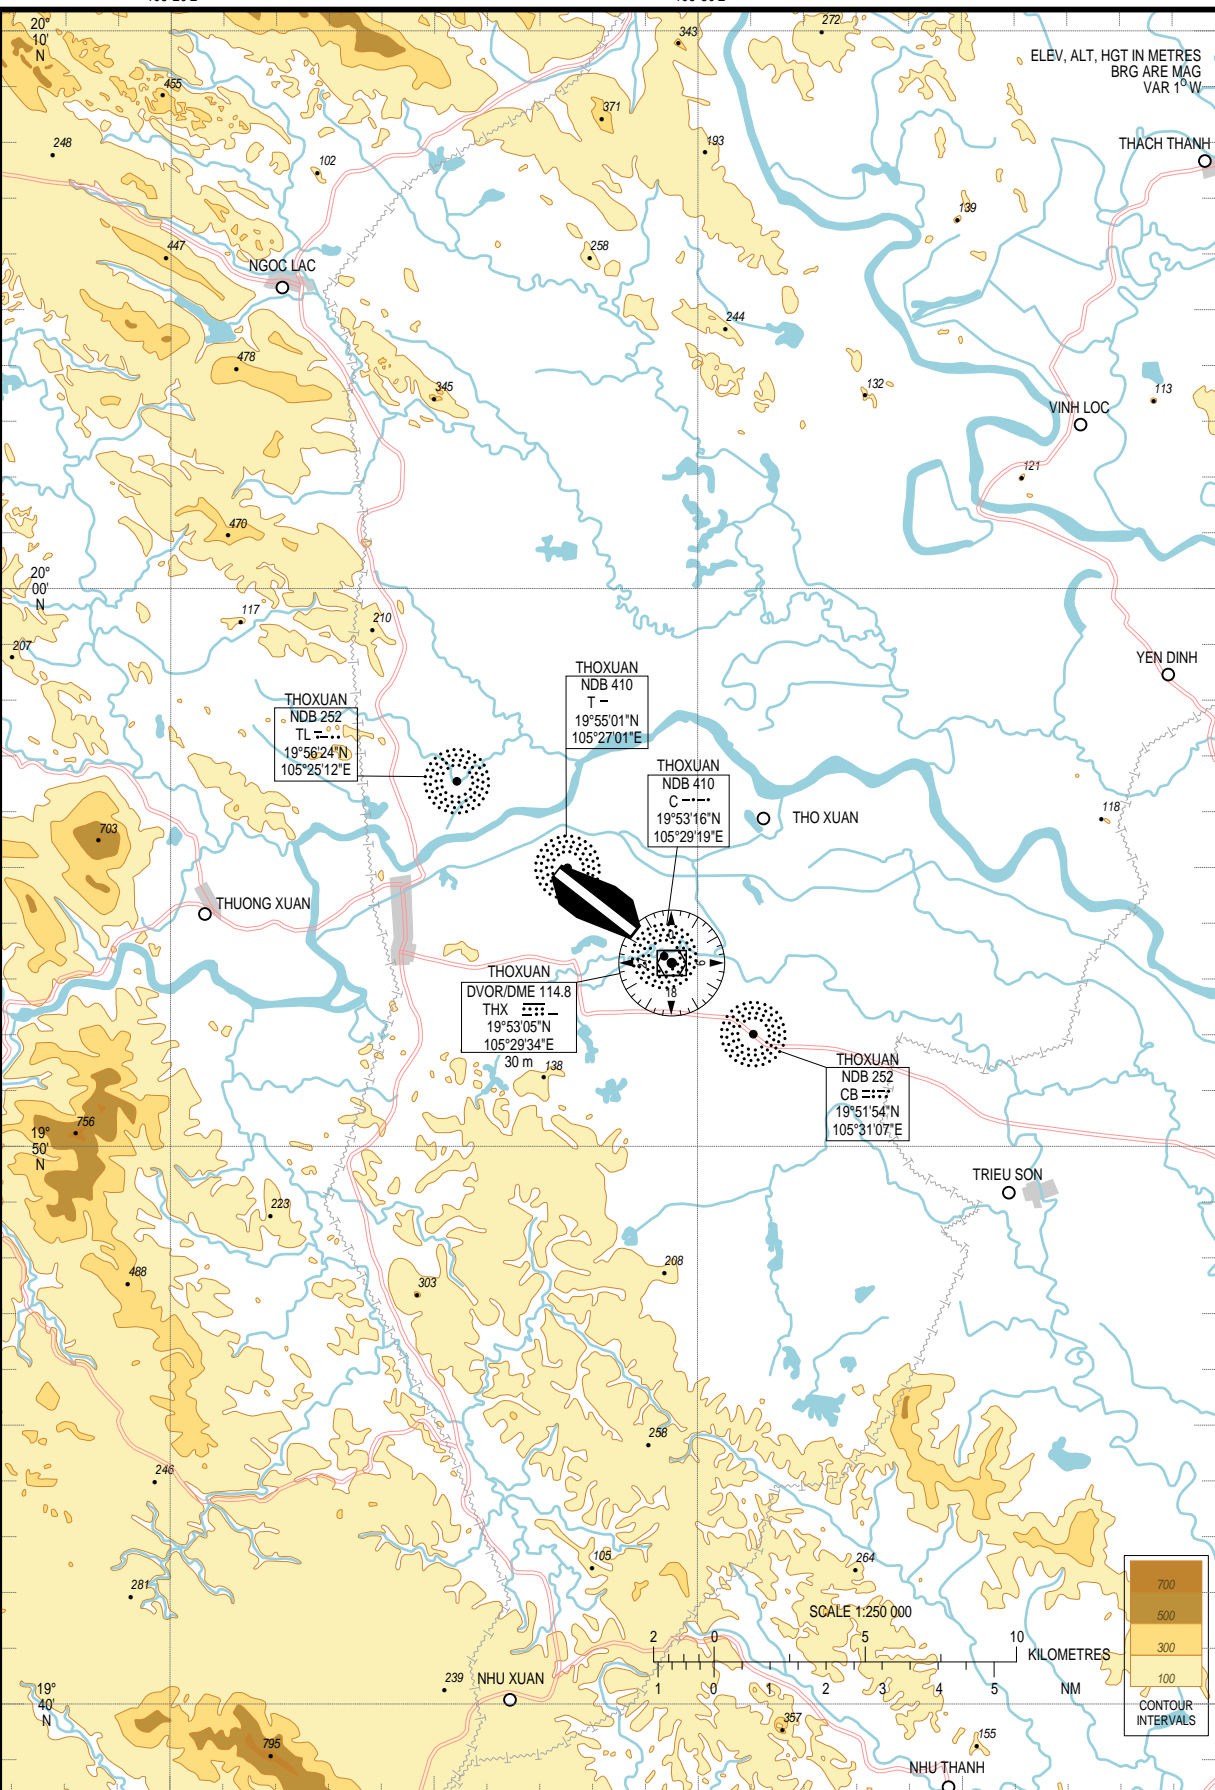 20°
10'
N
343
272
ELEV, ALT, HGT IN METRES
BRG ARE MAG
VAR 1° W
455
371
248
102
193
THACH THANH
139
447
NGOC LAC
258
244
478
345
132
113
VINH LOC
121
470
20°
00'
N
117
210
207
YEN DINH
THOXUAN
NDB 410
T
19°55'01"N
105°27'01"E
THOXUAN
NDB 252
TL
19°56'24"N
105°25'12"E
THOXUAN
NDB 410
C
19°53'16"N
105°29'19"E
THO XUAN
118
703
THUONG XUAN
THOXUAN
DVOR/DME 114.8
THX
19°53'05"N
105°29'34"E
30 m
18
138
THOXUAN
NDB 252
CB
19°51'54"N
105°31'07"E
756
19°
50'
N
TRIEU SON
223
208
488
303
258
246
105
264
281
SCALE 1:250 000
2 0 5 10
KILOMETRES
1 0 1 2 3 4 5 NM
700
500
300
100
CONTOUR
INTERVALS
19°
40'
N
239
NHU XUAN
357
155
795
NHU THANH